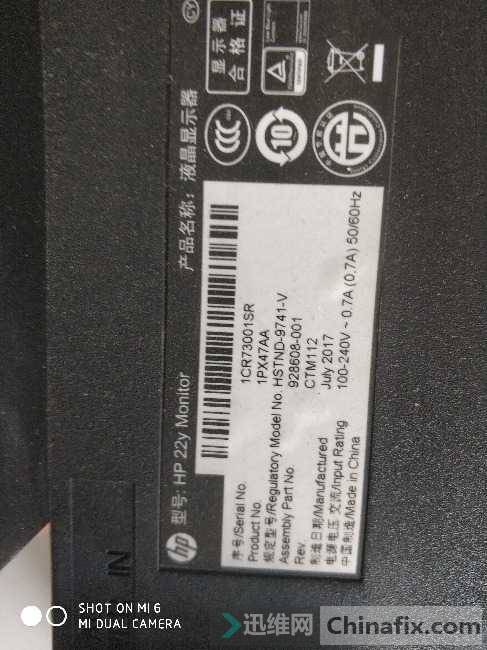 显示器
合格证
CCC
10
产品名称：液晶显示器
hp 型号: HP 22y Monitor
序号/Serial No. 1CR73001SR
Product No. 1PX47AA
规定型号/Regulatory Model No. HSTND-9741-V
Assembly Part No. 928608-001
Rev. CTM112
制造日期/Manufactured July 2017
电源电压 交流/Input Rating 100-240V ~ 0.7A (0.7A) 50/60Hz
中国制造/Made in China
IN
SHOT ON MI 6
MI DUAL CAMERA
迅维网 Chinafix.com